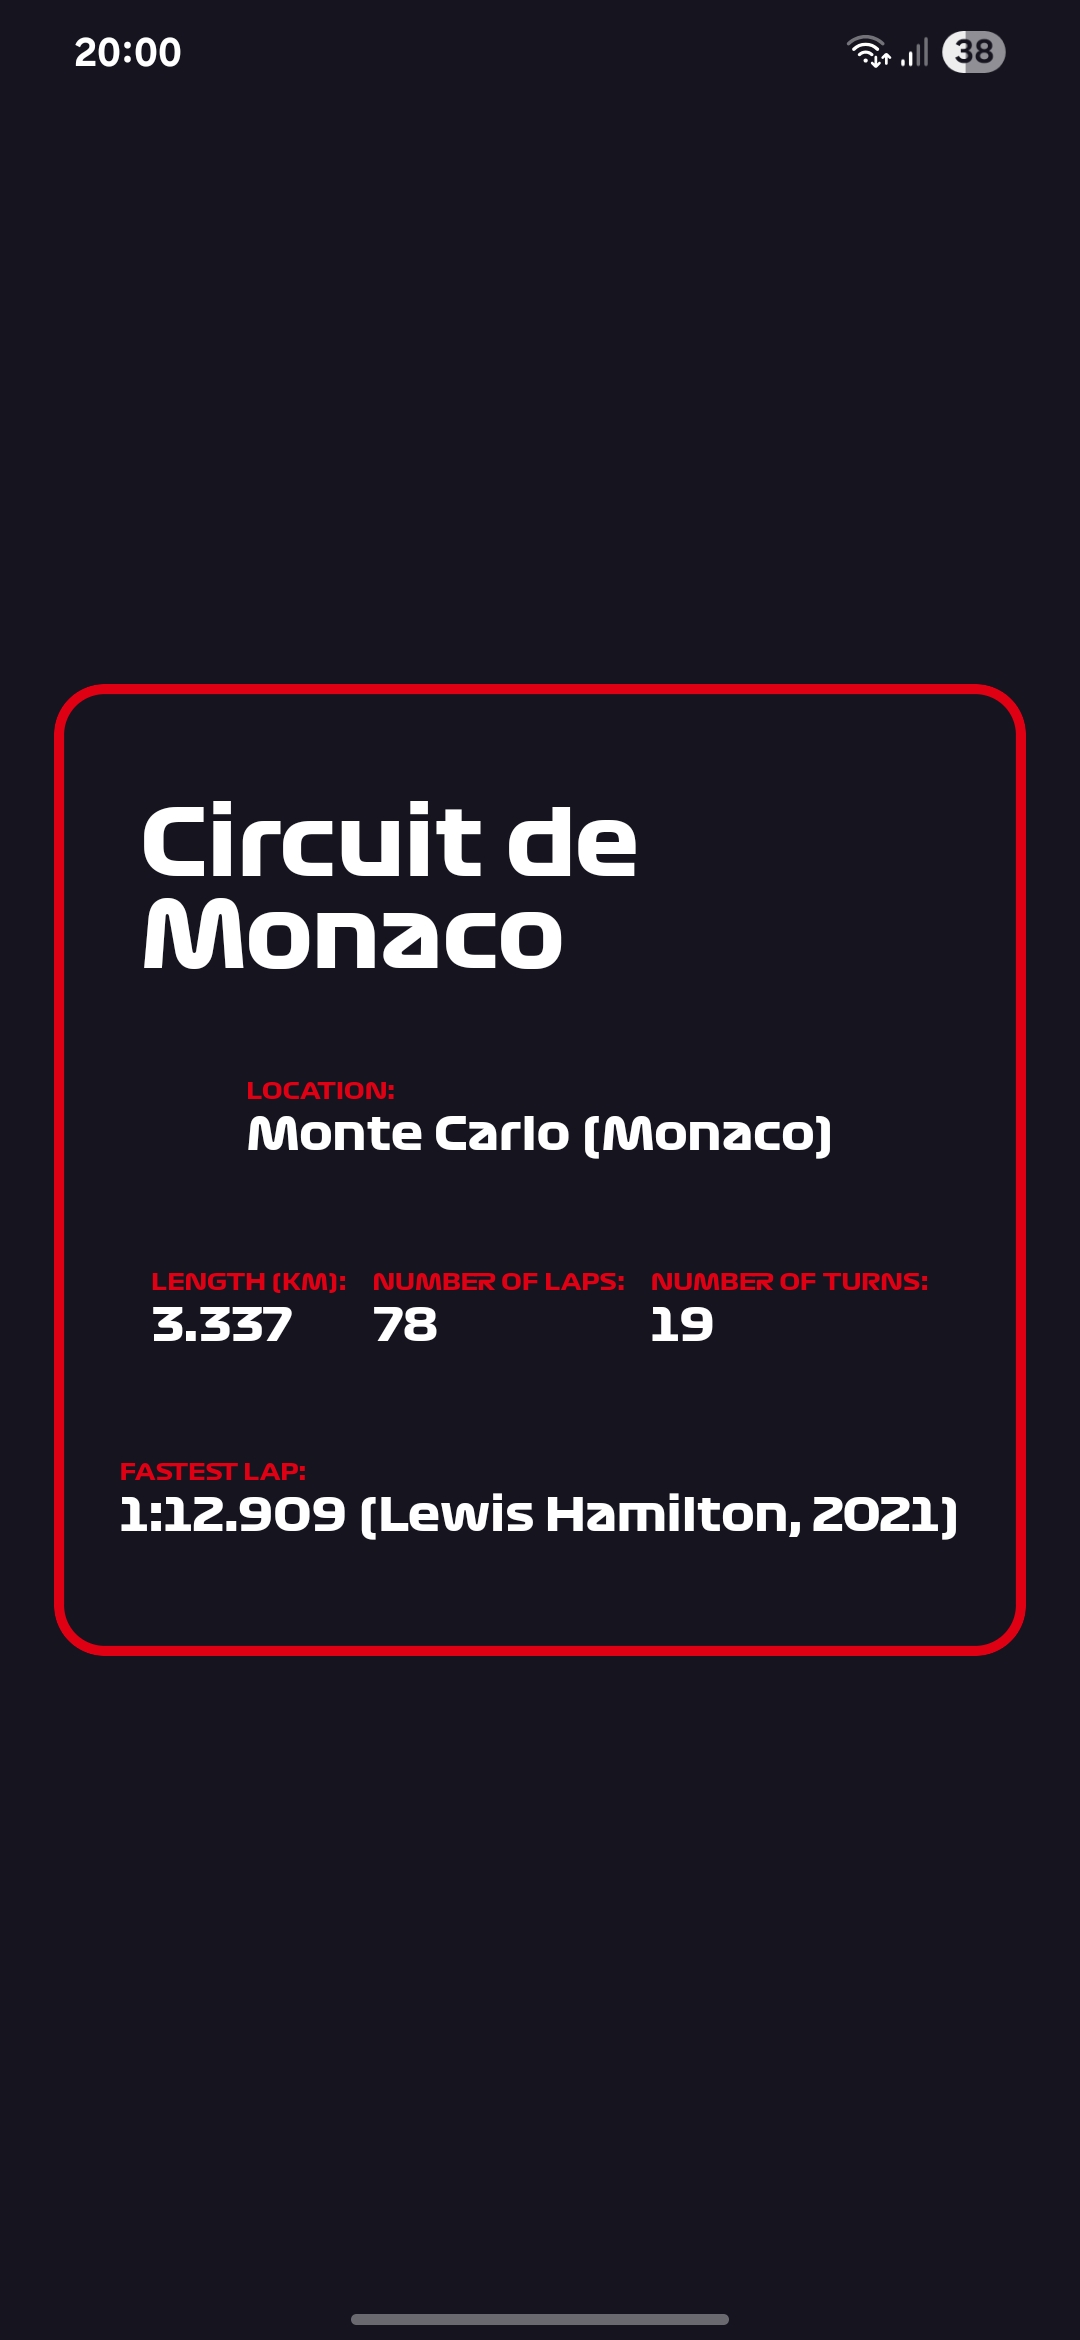 20:00
38
Circuit de
Monaco
LOCATION:
Monte Carlo (Monaco)
LENGTH (KM): NUMBER OF LAPS: NUMBER OF TURNS:
3.337 78 19
FASTEST LAP:
1:12.909 (Lewis Hamilton, 2021)